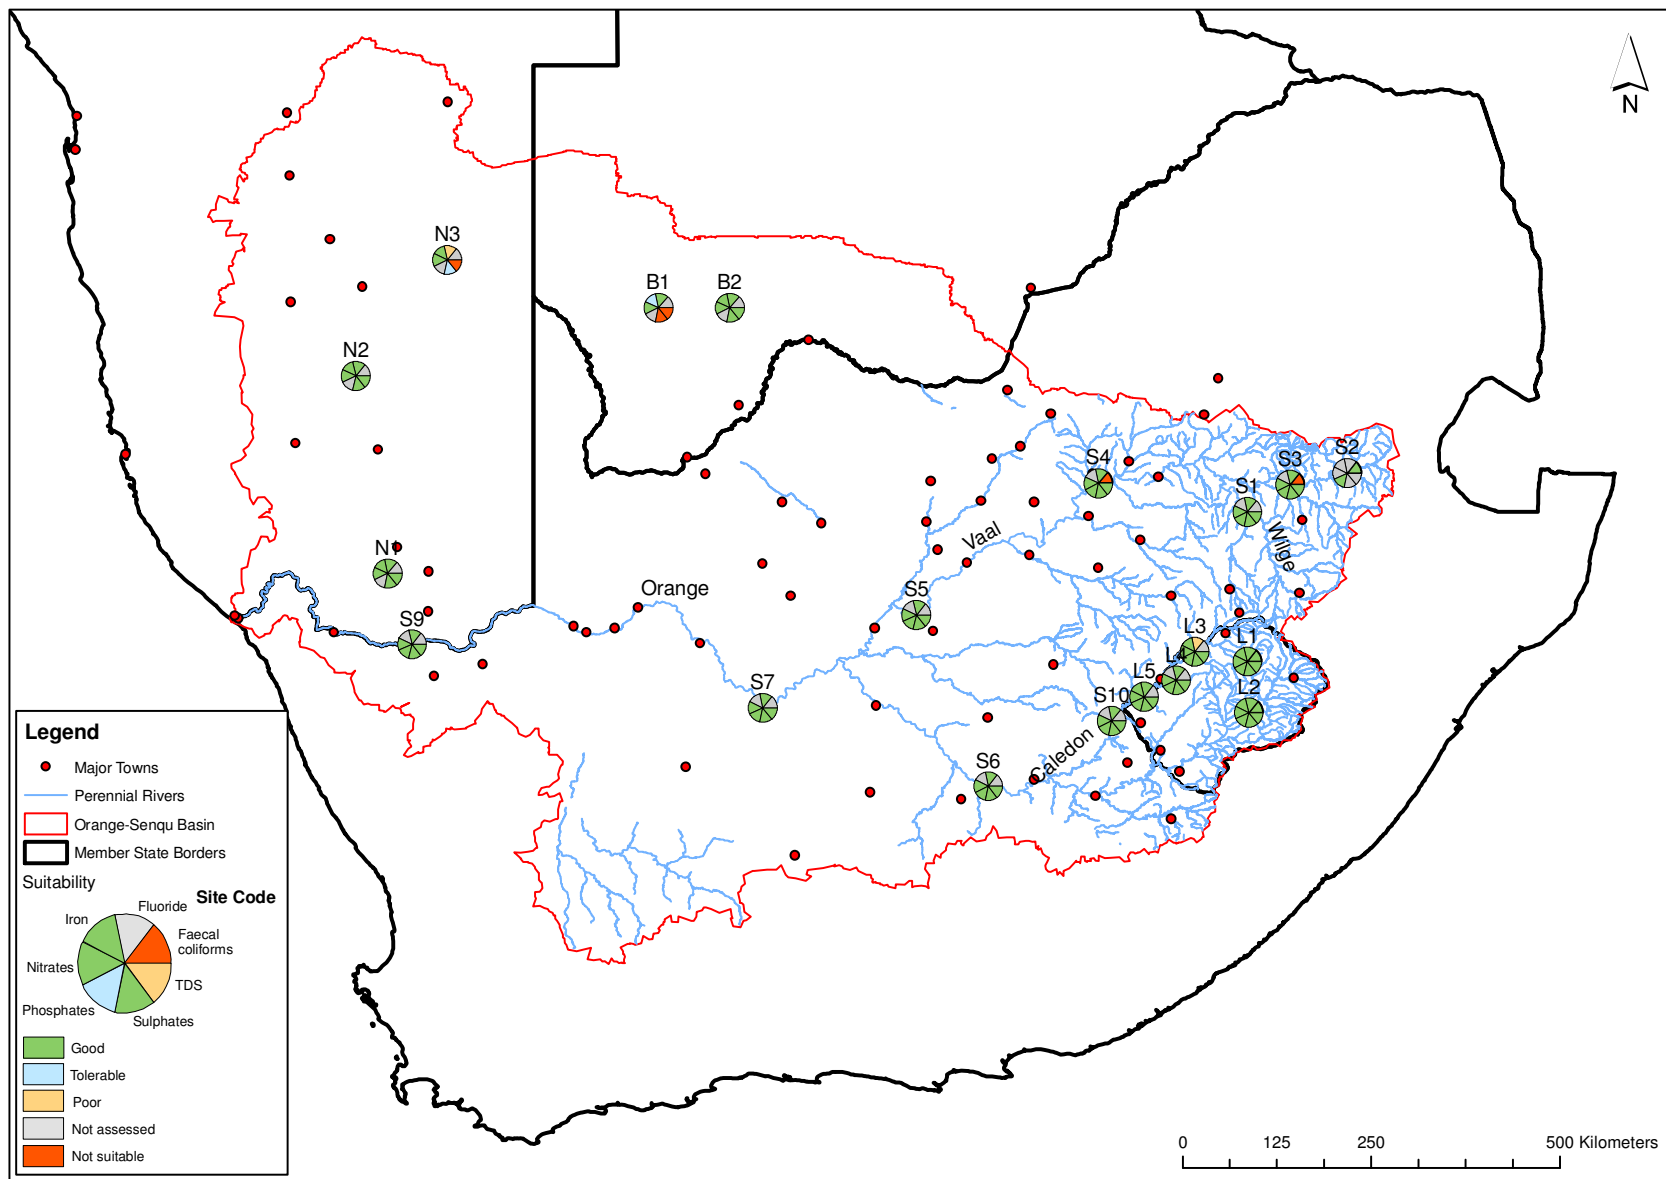 N
N3
B1
B2
N2
S4
S3
S2
S1
Wilge
Vaal
N1
Orange
S5
S9
L3
L1
L4
L5
L2
S7
S10
Caledon
S6
Legend
Major Towns
Perennial Rivers
Orange-Senqu Basin
Member State Borders
Suitability
Site Code
Fluoride
Iron
Faecal
coliforms
Nitrates
TDS
Phosphates
Sulphates
Good
Tolerable
Poor
Not assessed
Not suitable
0 125 250 500 Kilometers